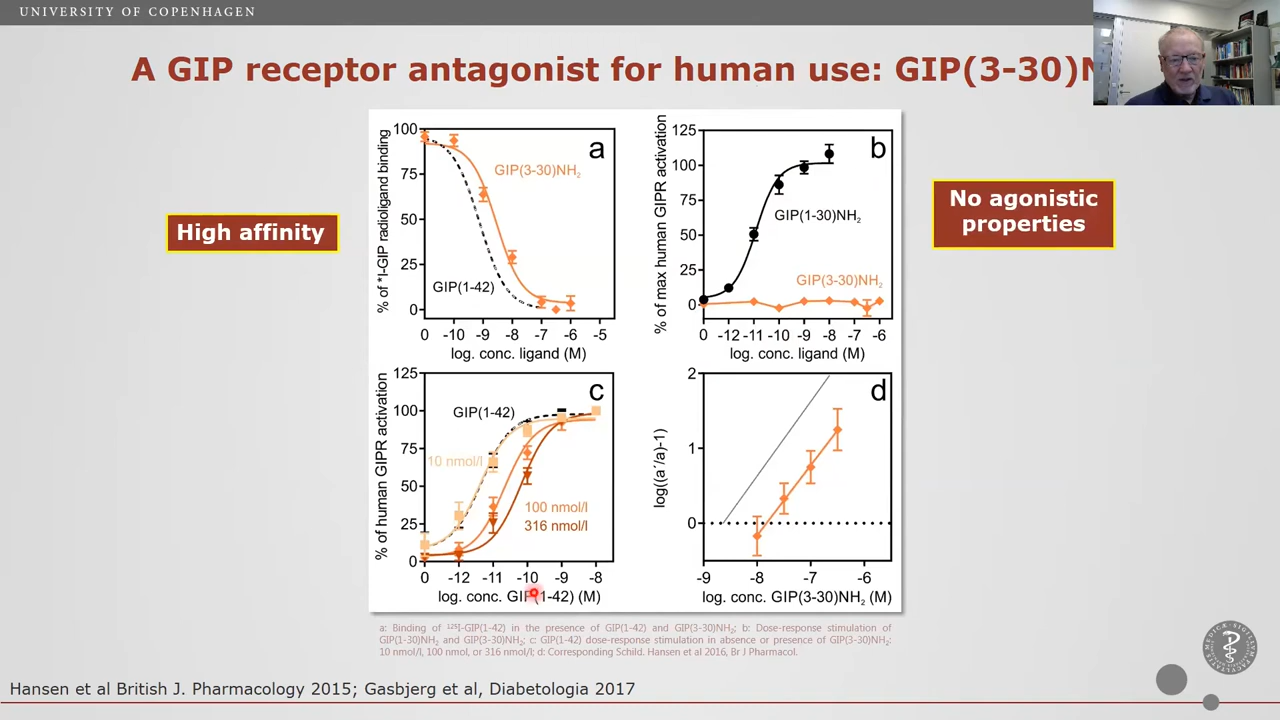 UNIVERSITY OF COPENHAGEN
A GIP receptor antagonist for human use: GIP(3-30)N
High affinity
No agonistic
properties
a
% of *I-GIP radioligand binding
100
75
50
25
0
GIP(3-30)NH₂
GIP(1-42)
0 -10 -9 -8 -7 -6 -5
log. conc. ligand (M)
b
% of max human GIPR activation
125
100
75
50
25
0
GIP(1-30)NH₂
GIP(3-30)NH₂
0 -12 -11 -10 -9 -8 -7 -6
log. conc. ligand (M)
c
% of human GIPR activation
125
100
75
50
25
0
GIP(1-42)
10 nmol/l
100 nmol/l
316 nmol/l
0 -12 -11 -10 -9 -8
log. conc. GIP(1-42) (M)
d
log((a´/a)-1)
2
1
0
-9 -8 -7 -6
log. conc. GIP(3-30)NH₂ (M)
a: Binding of ¹²⁵I-GIP(1-42) in the presence of GIP(1-42) and GIP(3-30)NH₂; b: Dose-response stimulation of
GIP(1-30)NH₂ and GIP(3-30)NH₂; c: GIP(1-42) dose-response stimulation in absence or presence of GIP(3-30)NH₂:
10 nmol/l, 100 nmol, or 316 nmol/l; d: Corresponding Schild. Hansen et al 2016, Br J Pharmacol.
Hansen et al British J. Pharmacology 2015; Gasbjerg et al, Diabetologia 2017